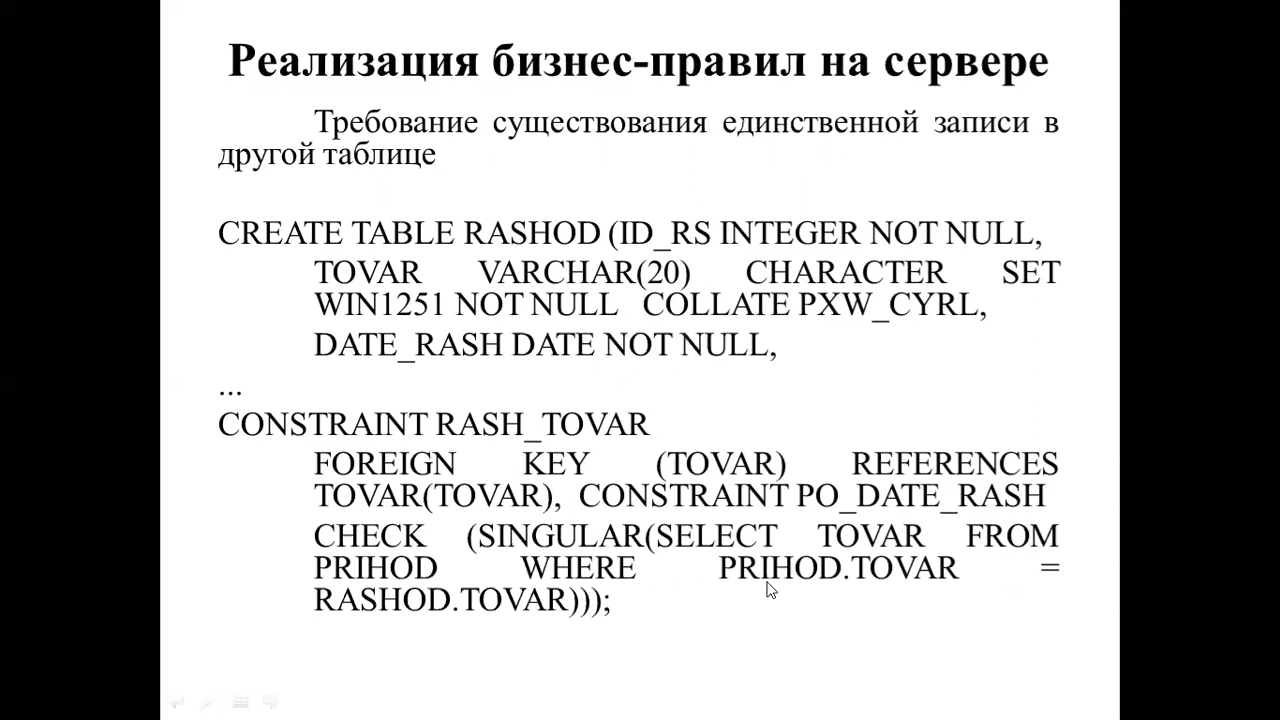 Реализация бизнес-правил на сервере
Требование существования единственной записи в
другой таблице
CREATE TABLE RASHOD (ID_RS INTEGER NOT NULL,
TOVAR VARCHAR(20) CHARACTER SET
WIN1251 NOT NULL COLLATE PXW_CYRL,
DATE_RASH DATE NOT NULL,
...
CONSTRAINT RASH_TOVAR
FOREIGN KEY (TOVAR) REFERENCES
TOVAR(TOVAR), CONSTRAINT PO_DATE_RASH
CHECK (SINGULAR(SELECT TOVAR FROM
PRIHOD WHERE PRIHOD.TOVAR =
RASHOD.TOVAR)));